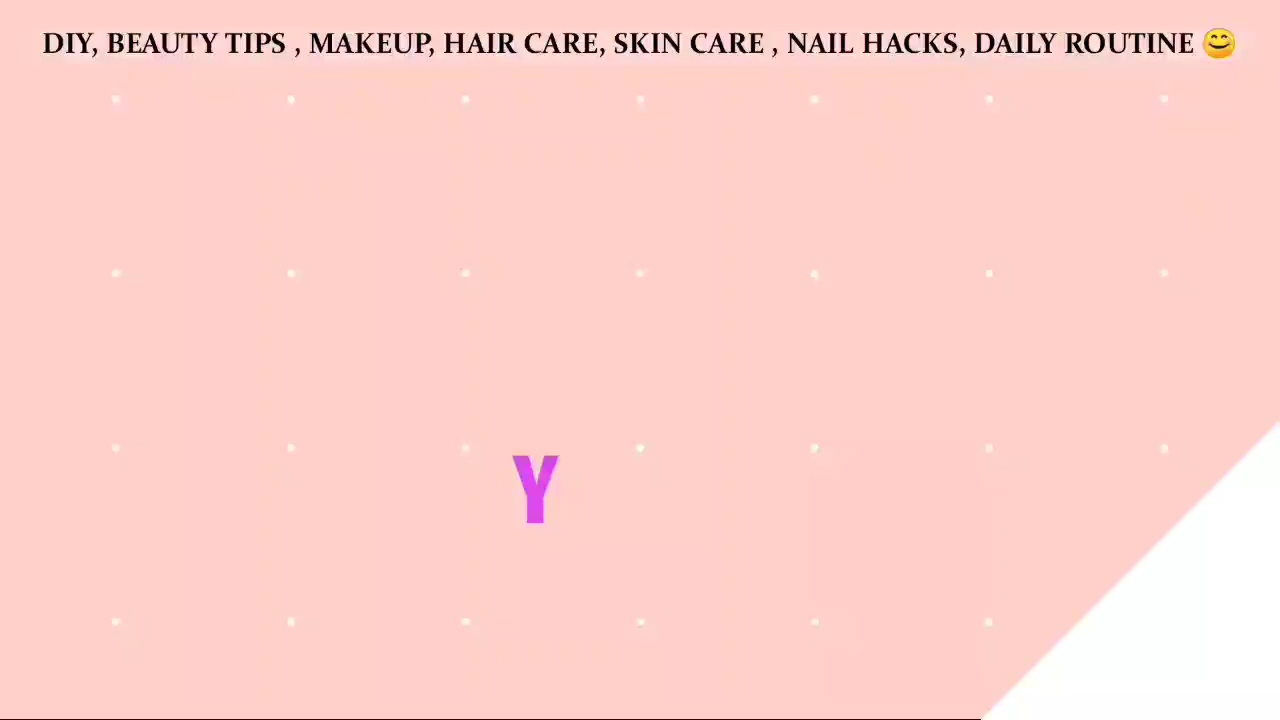 DIY, BEAUTY TIPS , MAKEUP, HAIR CARE, SKIN CARE , NAIL HACKS, DAILY ROUTINE 😊
Y